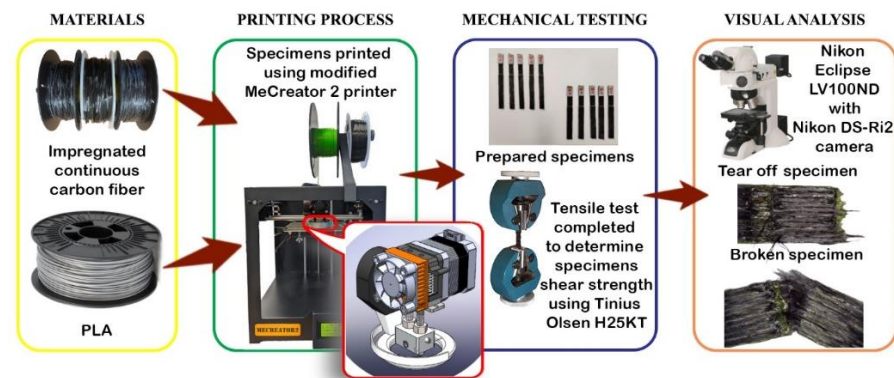 MATERIALS
Impregnated
continuous
carbon fiber
PLA
PRINTING PROCESS
Specimens printed
using modified
MeCreator 2 printer
MECREATOR2
MECHANICAL TESTING
Prepared specimens
Tensile test
completed
to determine
specimens
shear strength
using Tinius
Olsen H25KT
VISUAL ANALYSIS
Nikon
Eclipse
LV100ND
with
Nikon DS-Ri2
camera
Tear off specimen
Broken specimen